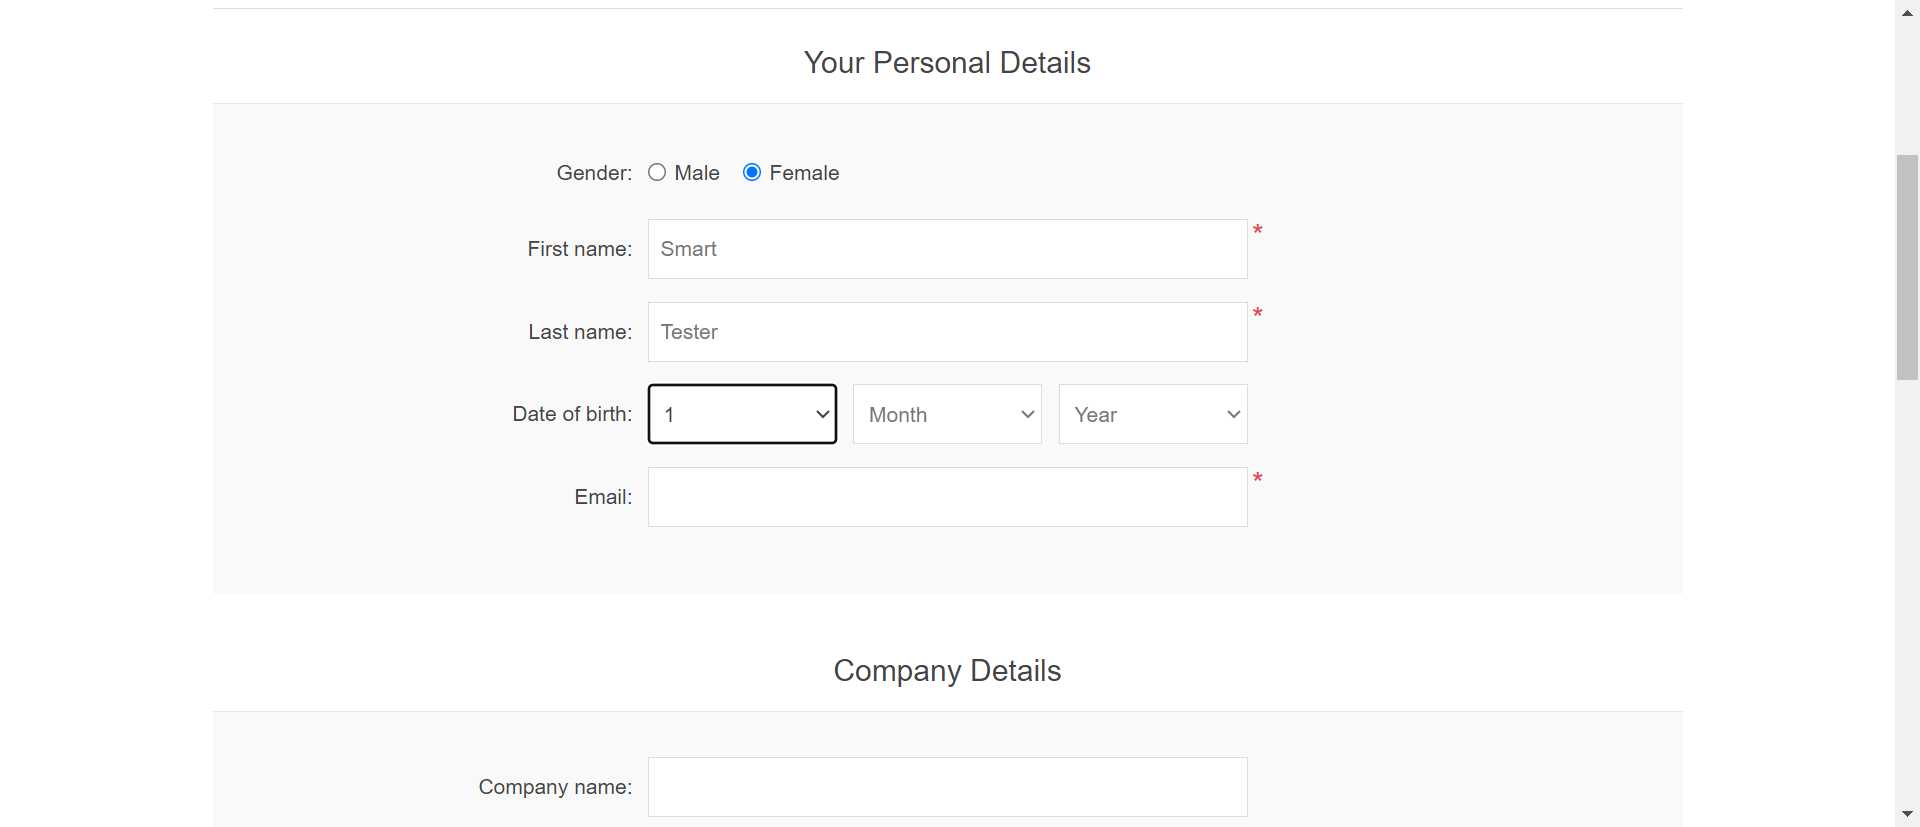 Your Personal Details
Gender: Male Female
First name: Smart *
Last name: Tester *
Date of birth: 1 Month Year
Email: *
Company Details
Company name: